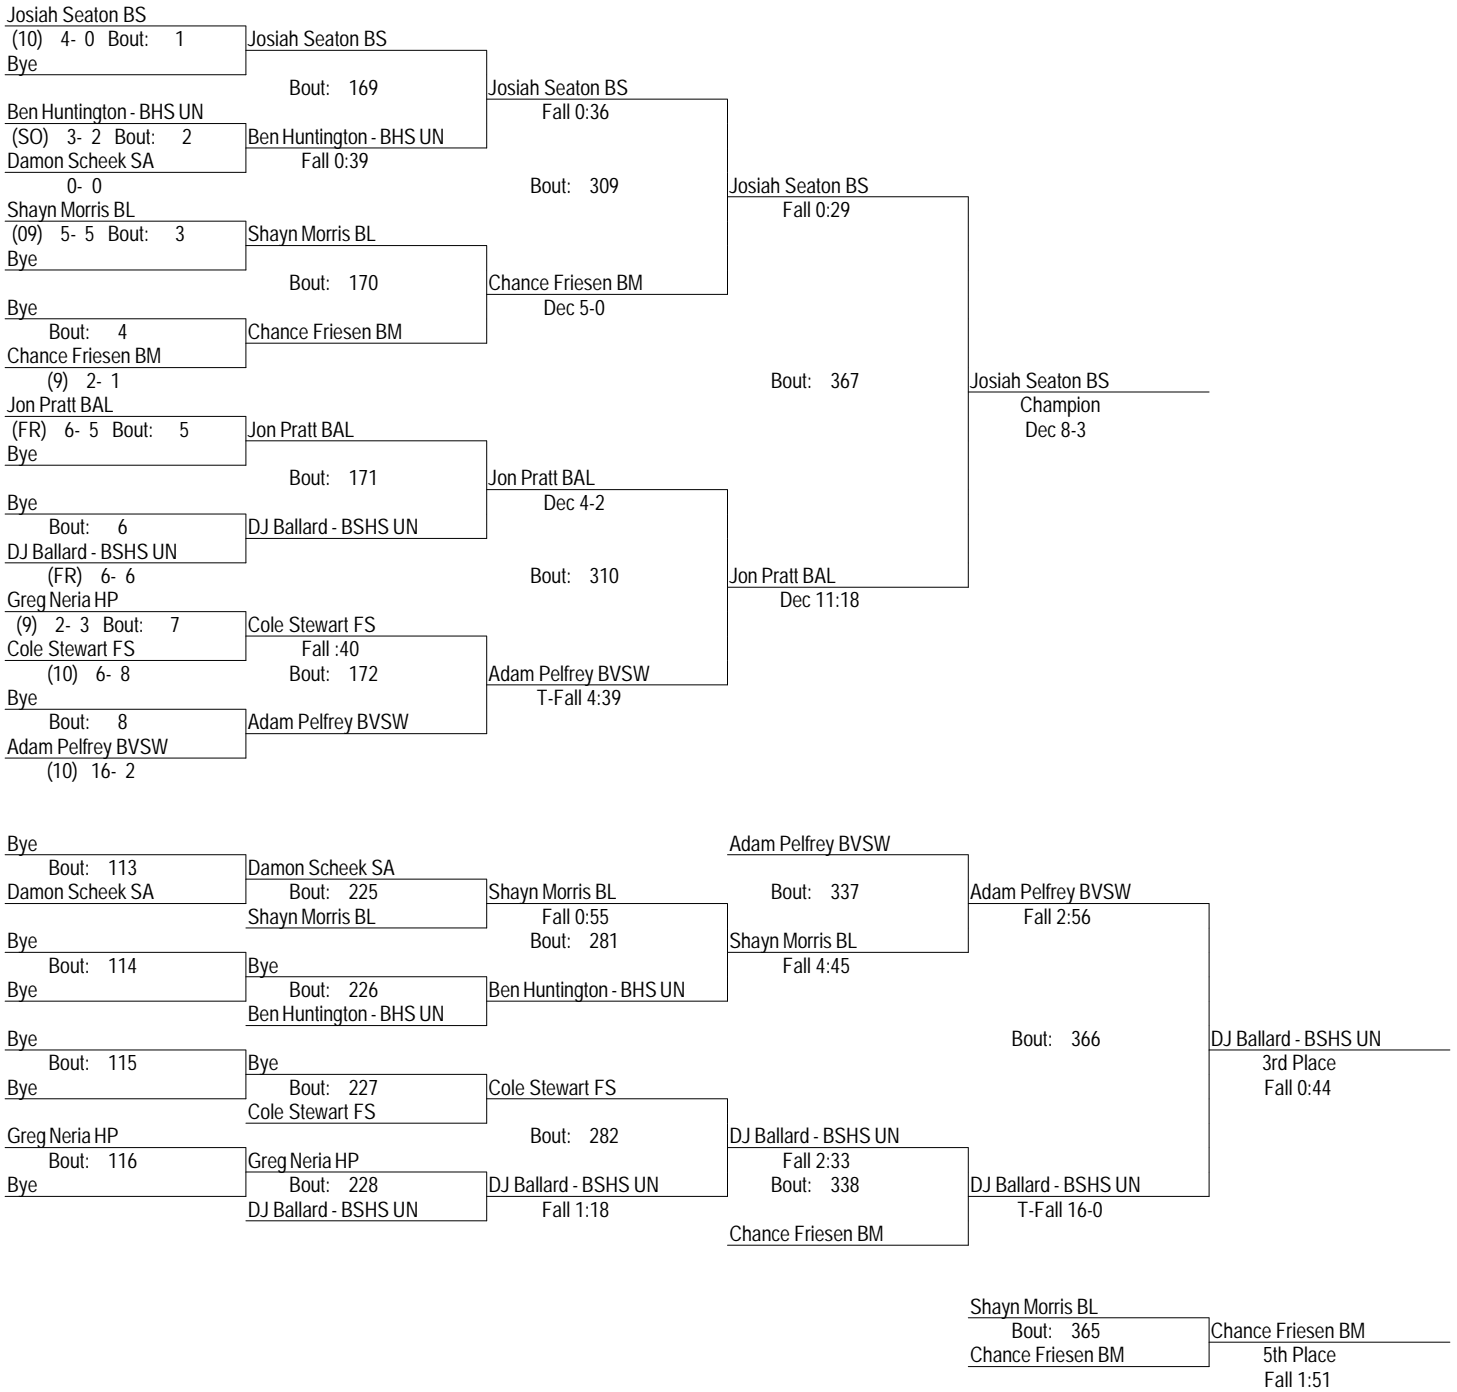 Josiah Seaton BS
(10) 4- 0 Bout: 1
Josiah Seaton BS
Bye
Bout: 169
Josiah Seaton BS
Ben Huntington - BHS UN
Fall 0:36
(SO) 3- 2 Bout: 2
Ben Huntington - BHS UN
Damon Scheek SA
Fall 0:39
0- 0
Bout: 309
Josiah Seaton BS
Shayn Morris BL
Fall 0:29
(09) 5- 5 Bout: 3
Shayn Morris BL
Bye
Bout: 170
Chance Friesen BM
Bye
Dec 5-0
Bout: 4
Chance Friesen BM
Chance Friesen BM
(9) 2- 1
Bout: 367
Josiah Seaton BS
Jon Pratt BAL
Champion
(FR) 6- 5 Bout: 5
Jon Pratt BAL
Dec 8-3
Bye
Bout: 171
Jon Pratt BAL
Bye
Dec 4-2
Bout: 6
DJ Ballard - BSHS UN
DJ Ballard - BSHS UN
(FR) 6- 6
Bout: 310
Jon Pratt BAL
Greg Neria HP
Dec 11:18
(9) 2- 3 Bout: 7
Cole Stewart FS
Cole Stewart FS
Fall :40
(10) 6- 8
Bout: 172
Adam Pelfrey BVSW
Bye
T-Fall 4:39
Bout: 8
Adam Pelfrey BVSW
Adam Pelfrey BVSW
(10) 16- 2
Bye
Adam Pelfrey BVSW
Bout: 113
Damon Scheek SA
Damon Scheek SA
Bout: 225
Shayn Morris BL
Bout: 337
Adam Pelfrey BVSW
Shayn Morris BL
Fall 0:55
Fall 2:56
Bye
Bout: 281
Shayn Morris BL
Bout: 114
Bye
Fall 4:45
Bye
Bout: 226
Ben Huntington - BHS UN
Ben Huntington - BHS UN
Bye
Bout: 366
DJ Ballard - BSHS UN
Bout: 115
Bye
3rd Place
Bye
Bout: 227
Cole Stewart FS
Fall 0:44
Cole Stewart FS
Greg Neria HP
Bout: 282
DJ Ballard - BSHS UN
Bout: 116
Greg Neria HP
Fall 2:33
Bye
Bout: 228
DJ Ballard - BSHS UN
Bout: 338
DJ Ballard - BSHS UN
DJ Ballard - BSHS UN
Fall 1:18
T-Fall 16-0
Chance Friesen BM
Shayn Morris BL
Bout: 365
Chance Friesen BM
Chance Friesen BM
5th Place
Fall 1:51